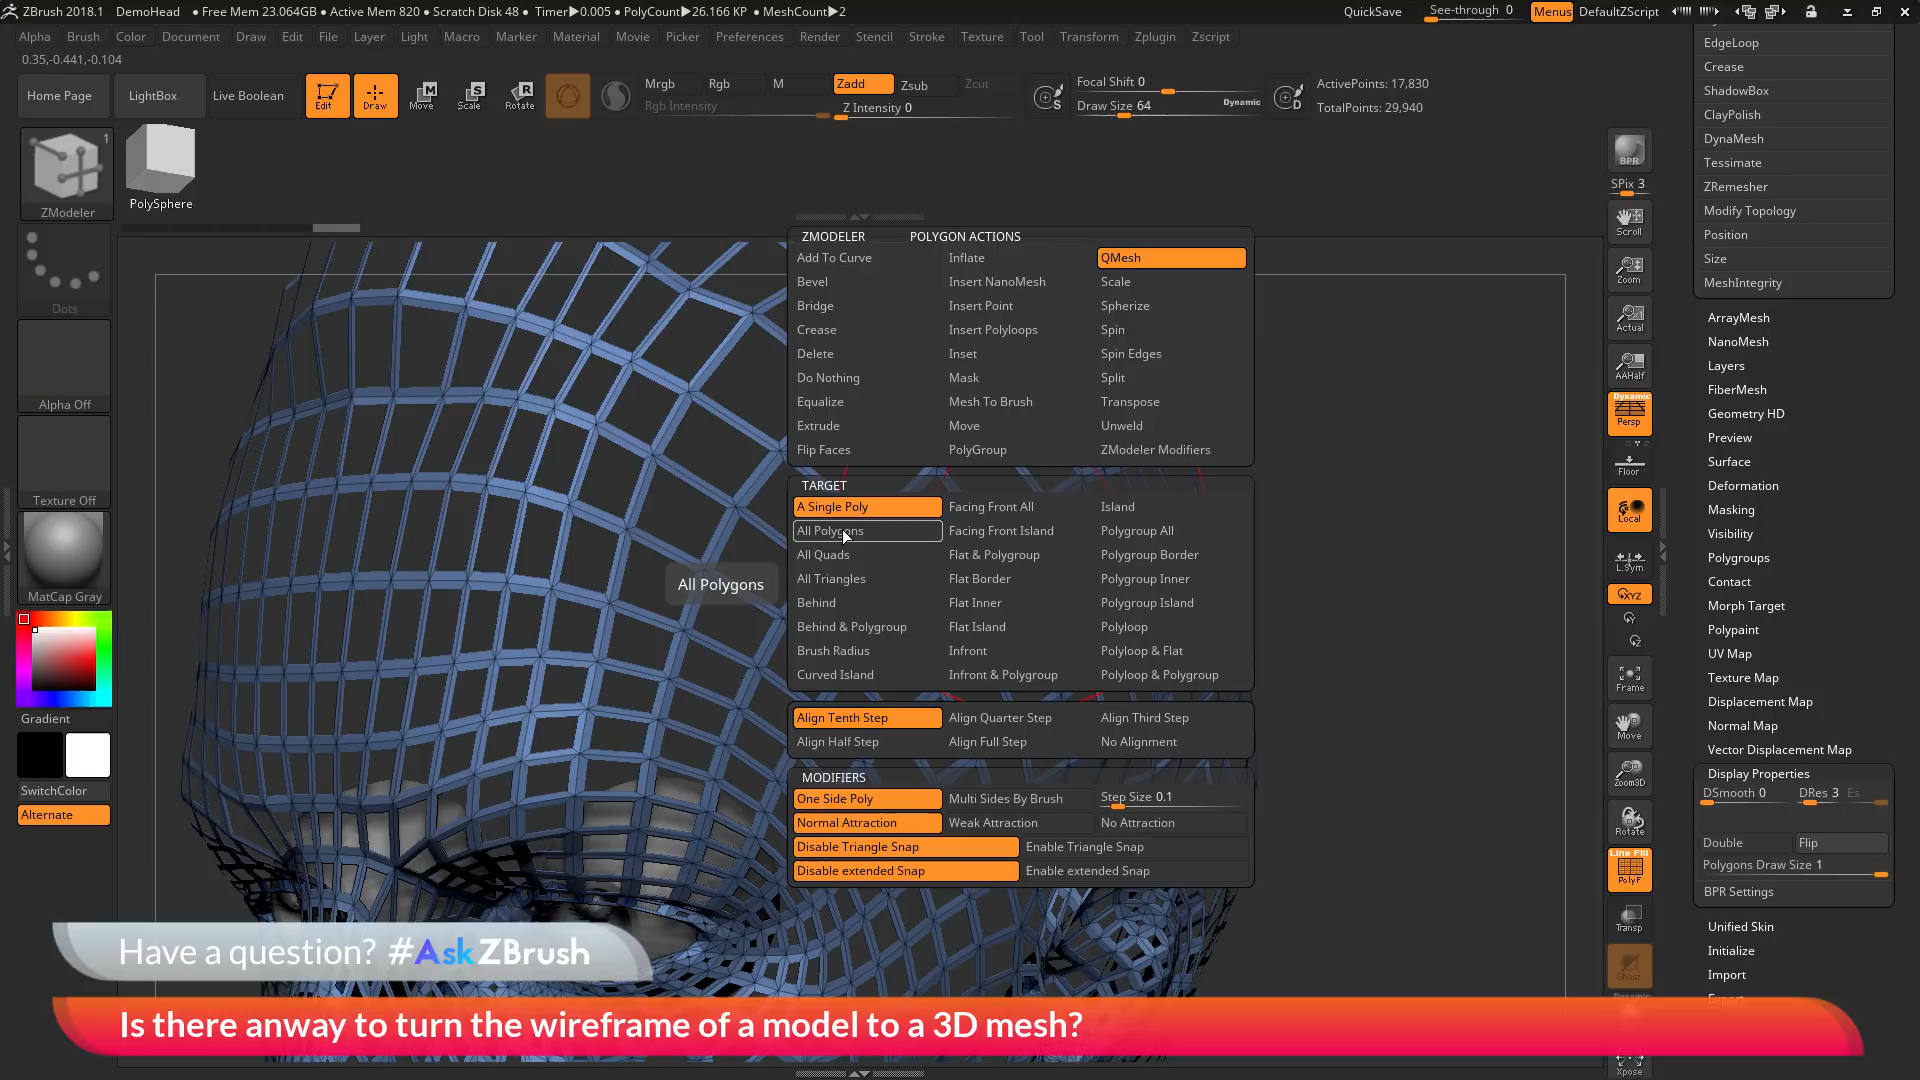 ZBrush 2018.1 DemoHead • Free Mem 23.064GB • Active Mem 820 • Scratch Disk 48 • Timer▶0.005 • PolyCount▶26.166 KP • MeshCount▶2 QuickSave See-through 0 Menus DefaultZScript
Alpha Brush Color Document Draw Edit File Layer Light Macro Marker Material Movie Picker Preferences Render Stencil Stroke Texture Tool Transform Zplugin Zscript
0.35,-0.441,-0.104
Home Page LightBox Live Boolean Edit Draw Move Scale Rotate
Mrgb Rgb M Zadd Zsub Zcut
Rgb Intensity Z Intensity 0
S Focal Shift 0
Draw Size 64 Dynamic D
ActivePoints: 17,830
TotalPoints: 29,940
1
ZModeler
PolySphere
Dots
Alpha Off
Texture Off
MatCap Gray
Gradient
SwitchColor
Alternate
ZMODELER POLYGON ACTIONS
Add To Curve Inflate QMesh
Bevel Insert NanoMesh Scale
Bridge Insert Point Spherize
Crease Insert Polyloops Spin
Delete Inset Spin Edges
Do Nothing Mask Split
Equalize Mesh To Brush Transpose
Extrude Move Unweld
Flip Faces PolyGroup ZModeler Modifiers
TARGET
A Single Poly Facing Front All Island
All Polygons Facing Front Island Polygroup All
All Quads Flat & Polygroup Polygroup Border
All Triangles Flat Border Polygroup Inner
Behind Flat Inner Polygroup Island
Behind & Polygroup Flat Island Polyloop
Brush Radius Infront Polyloop & Flat
Curved Island Infront & Polygroup Polyloop & Polygroup
All Polygons
Align Tenth Step Align Quarter Step Align Third Step
Align Half Step Align Full Step No Alignment
MODIFIERS
One Side Poly Multi Sides By Brush Step Size 0.1
Normal Attraction Weak Attraction No Attraction
Disable Triangle Snap Enable Triangle Snap
Disable extended Snap Enable extended Snap
BPR
SPix 3
Scroll
Zoom
Actual
AAHalf
Dynamic
Persp
Floor
Local
L.Sym
XYZ
Frame
Move
Zoom3D
Rotate
Line Fill
PolyF
Transp
Ghost
Dynamic
Xpose
EdgeLoop
Crease
ShadowBox
ClayPolish
DynaMesh
Tessimate
ZRemesher
Modify Topology
Position
Size
MeshIntegrity
ArrayMesh
NanoMesh
Layers
FiberMesh
Geometry HD
Preview
Surface
Deformation
Masking
Visibility
Polygroups
Contact
Morph Target
Polypaint
UV Map
Texture Map
Displacement Map
Normal Map
Vector Displacement Map
Display Properties
DSmooth 0 DRes 3 Es
Double Flip
Polygons Draw Size 1
BPR Settings
Unified Skin
Initialize
Import
Export
Have a question? #AskZBrush
Is there anway to turn the wireframe of a model to a 3D mesh?